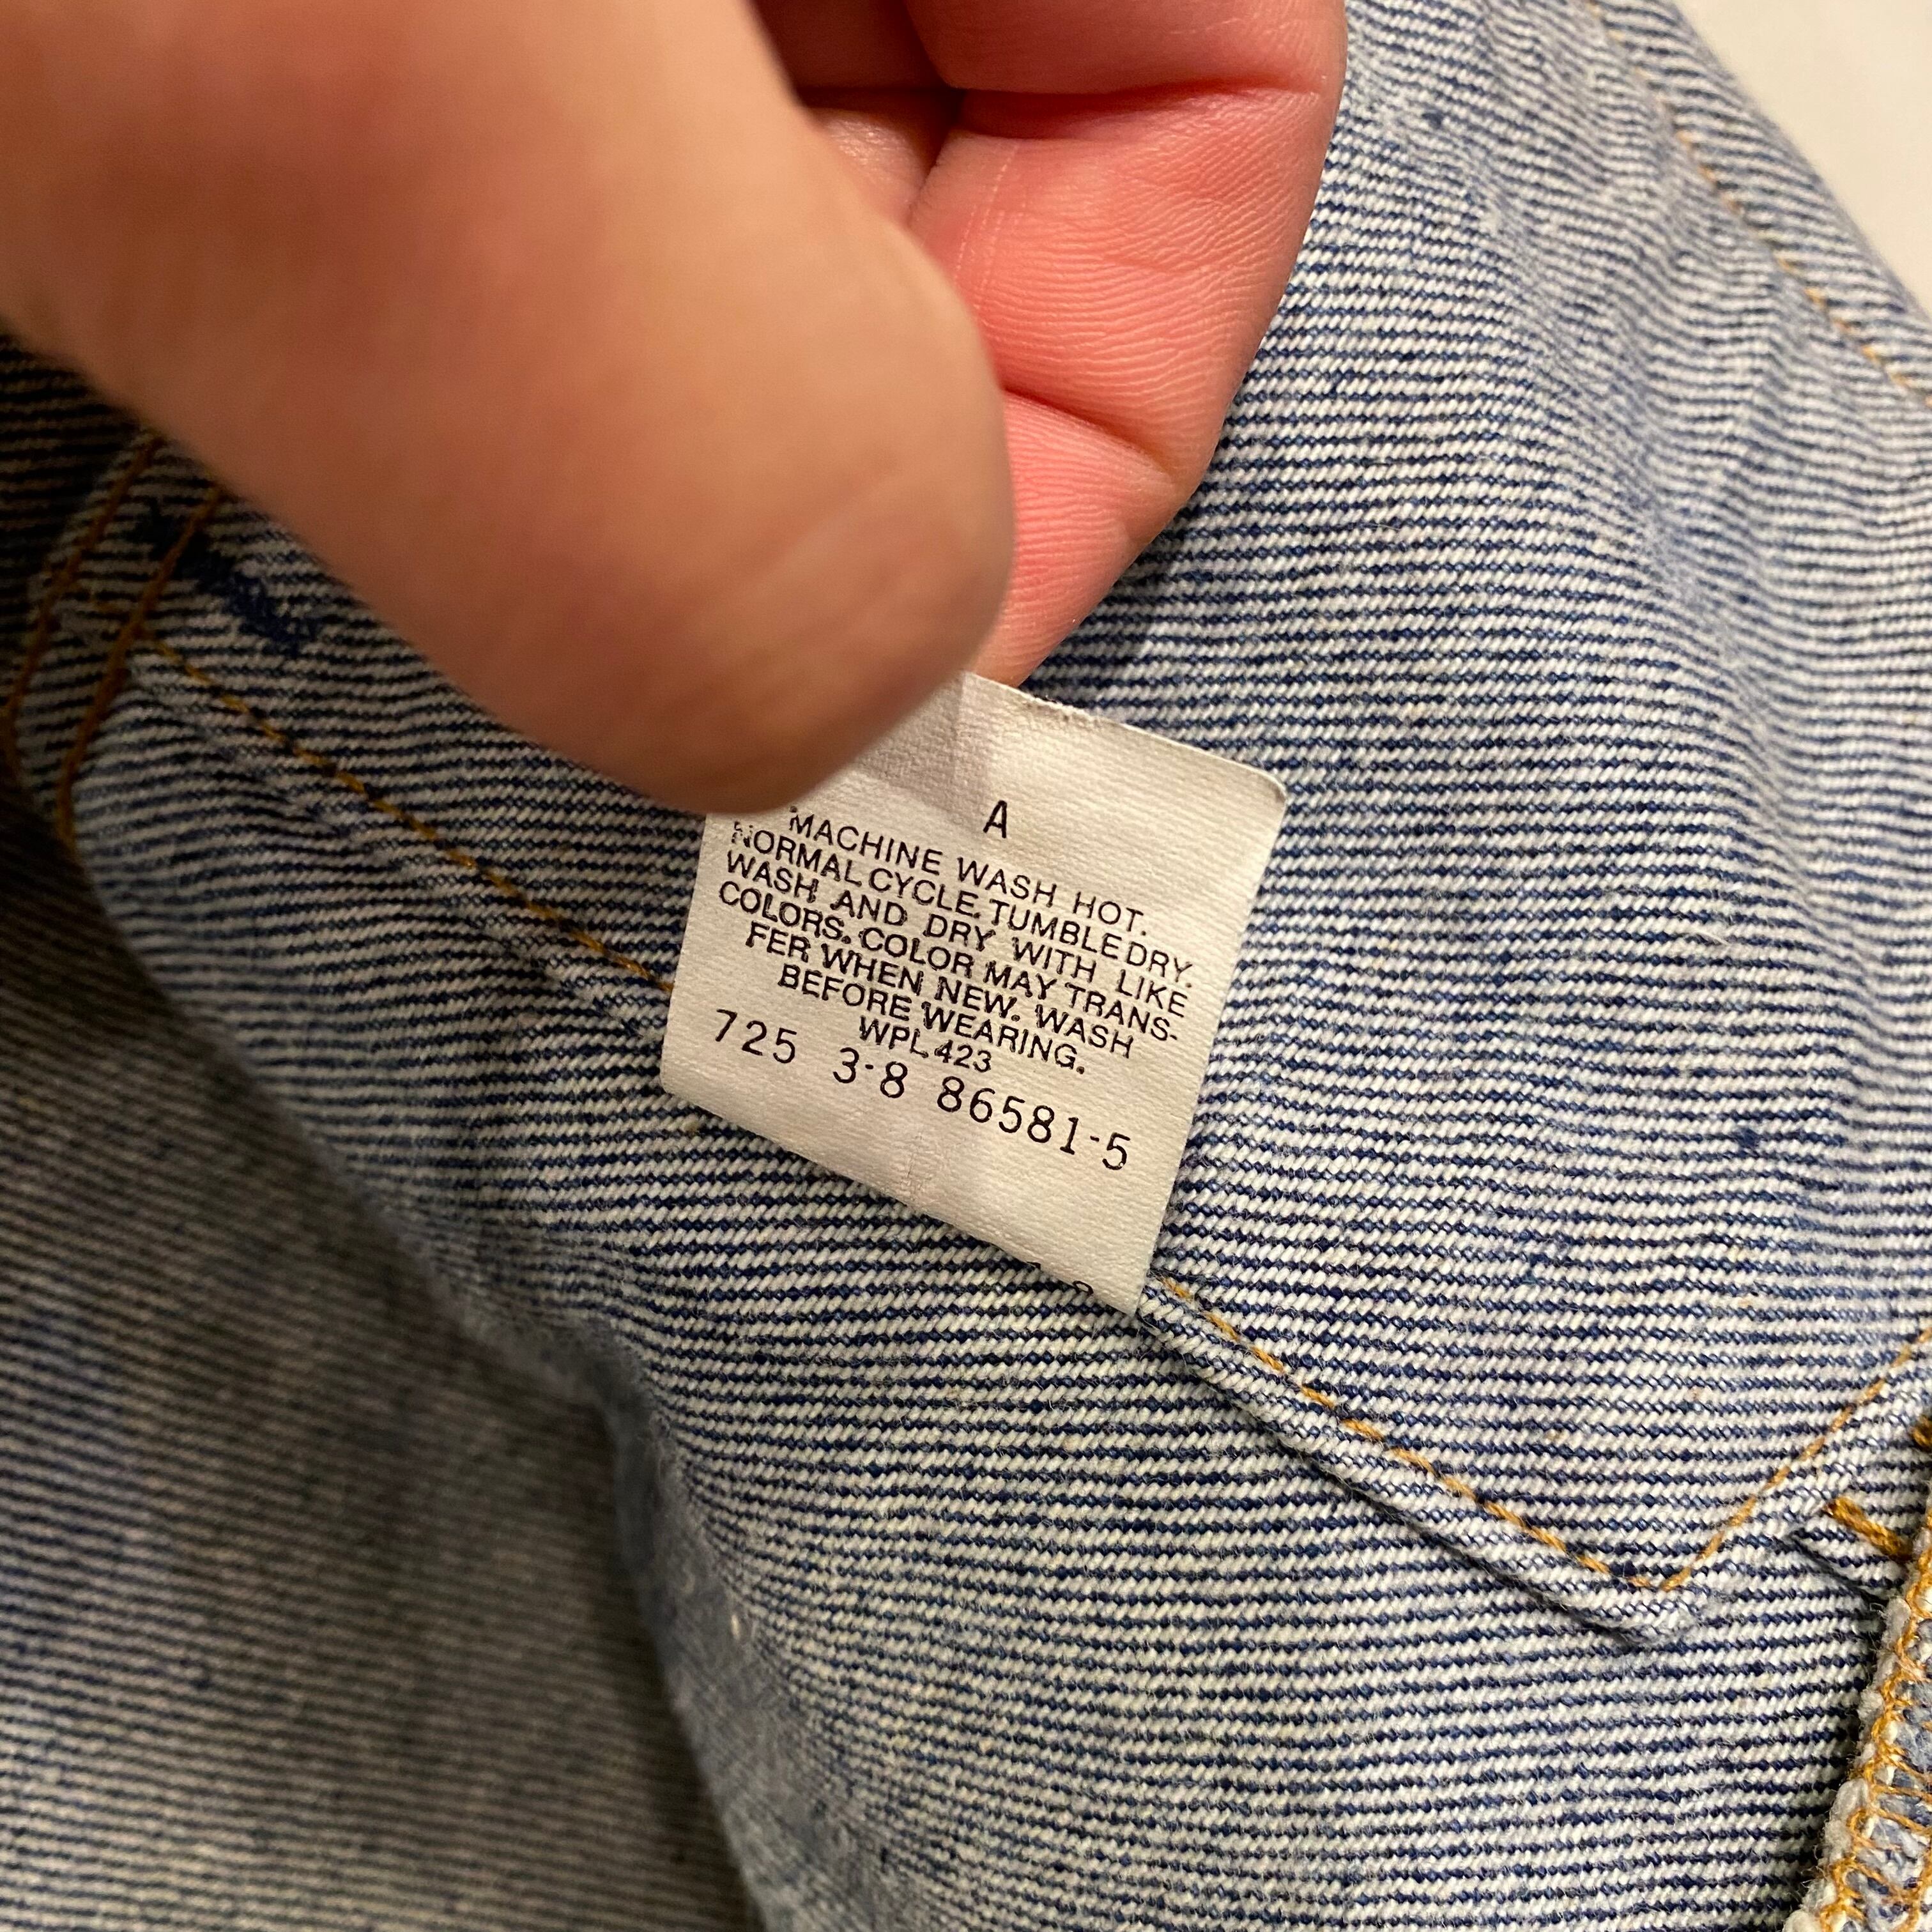 A
MACHINE WASH HOT.
NORMAL CYCLE. TUMBLE DRY.
WASH AND DRY WITH LIKE
COLORS. COLOR MAY TRANS-
FER WHEN NEW. WASH
BEFORE WEARING.
WPL 423
725 3-8 86581-5